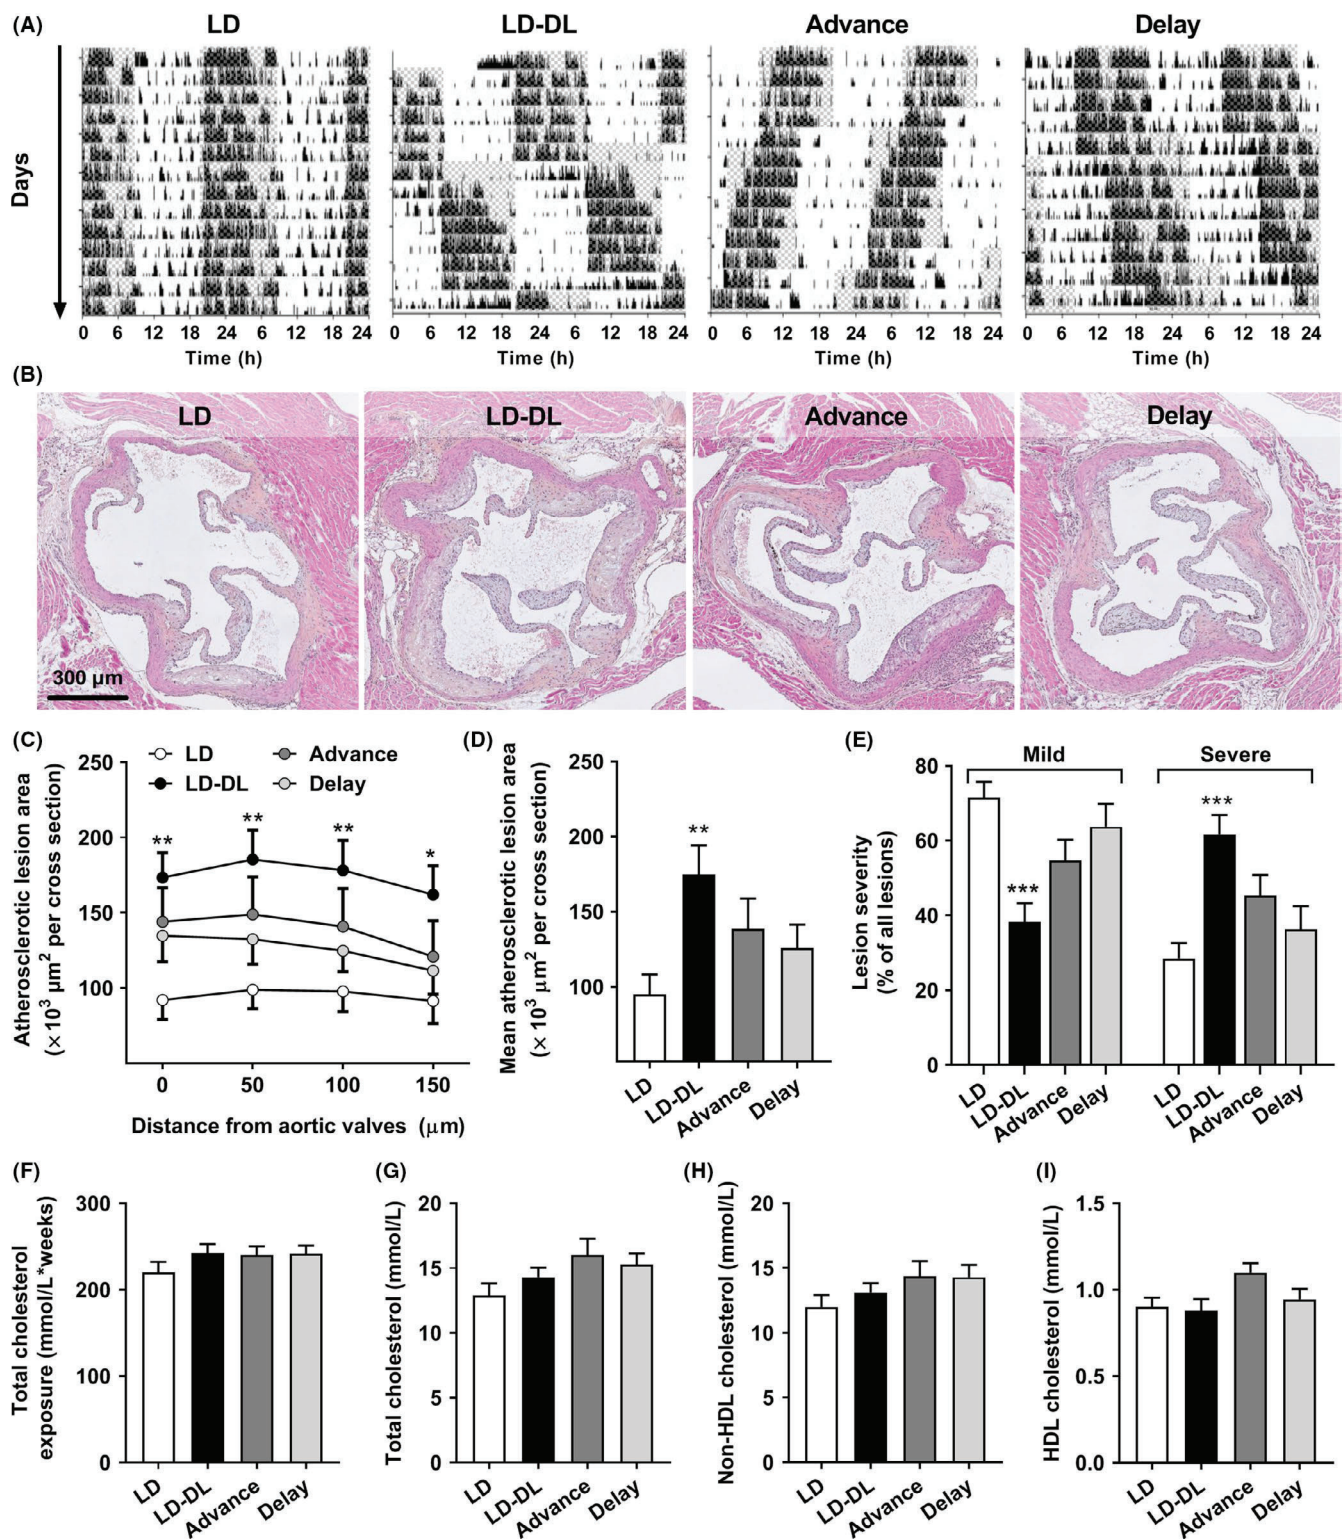 (A)
LD
LD-DL
Advance
Delay
Days
0 6 12 18 24 6 12 18 24
0 6 12 18 24 6 12 18 24
0 6 12 18 24 6 12 18 24
0 6 12 18 24 6 12 18 24
Time (h)
Time (h)
Time (h)
Time (h)
(B)
LD
LD-DL
Advance
Delay
300 µm
(C)
LD
Advance
LD-DL
Delay
Atherosclerotic lesion area
(× 10³ µm² per cross section)
250
200
150
100
**
**
**
*
0 50 100 150
Distance from aortic valves (µm)
(D)
Mean atherosclerotic lesion area
(× 10³ µm² per cross section)
250
200
150
100
**
LD
LD-DL
Advance
Delay
(E)
Mild
Severe
Lesion severity
(% of all lesions)
80
60
40
20
0
***
***
LD
LD-DL
Advance
Delay
LD
LD-DL
Advance
Delay
(F)
Total cholesterol
exposure (mmol/L*weeks)
300
200
100
0
LD
LD-DL
Advance
Delay
(G)
Total cholesterol (mmol/L)
20
15
10
5
0
LD
LD-DL
Advance
Delay
(H)
Non-HDL cholesterol (mmol/L)
20
15
10
5
0
LD
LD-DL
Advance
Delay
(I)
HDL cholesterol (mmol/L)
1.5
1.0
0.5
0.0
LD
LD-DL
Advance
Delay